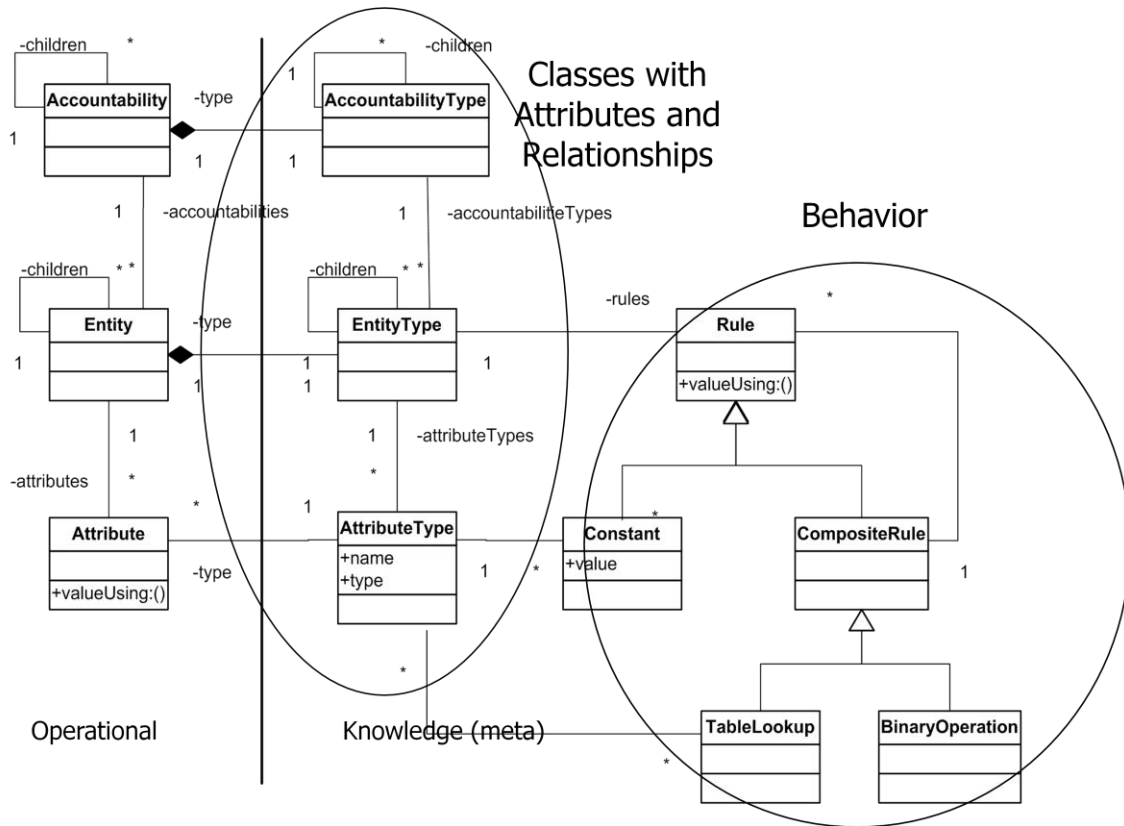 -children
*
*
-children
1
Accountability
-type
AccountabilityType
Classes with
Attributes and
Relationships
1
1
1
1
-accountabilities
1
-accountabilitieTypes
Behavior
-children
* *
-children
* *
-rules
*
Entity
-type
EntityType
Rule
1
1
1
1
1
+valueUsing:()
1
1
-attributeTypes
-attributes
*
*
*
1
*
Attribute
AttributeType
Constant
CompositeRule
+name
+value
-type
+type
1
*
1
+valueUsing:()
*
Operational
Knowledge (meta)
TableLookup
BinaryOperation
*